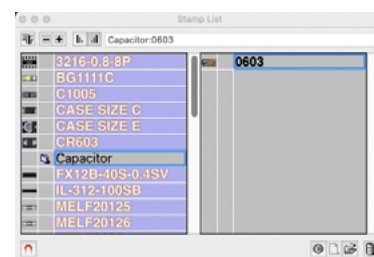 Stamp List
Capacitor:0603
3216-0.8-8P
BG1111C
C1005
CASE SIZE C
CASE SIZE E
CR603
Capacitor
FX12B-40S-0.4SV
IL-312-100SB
MELF20125
MELF20126
0603